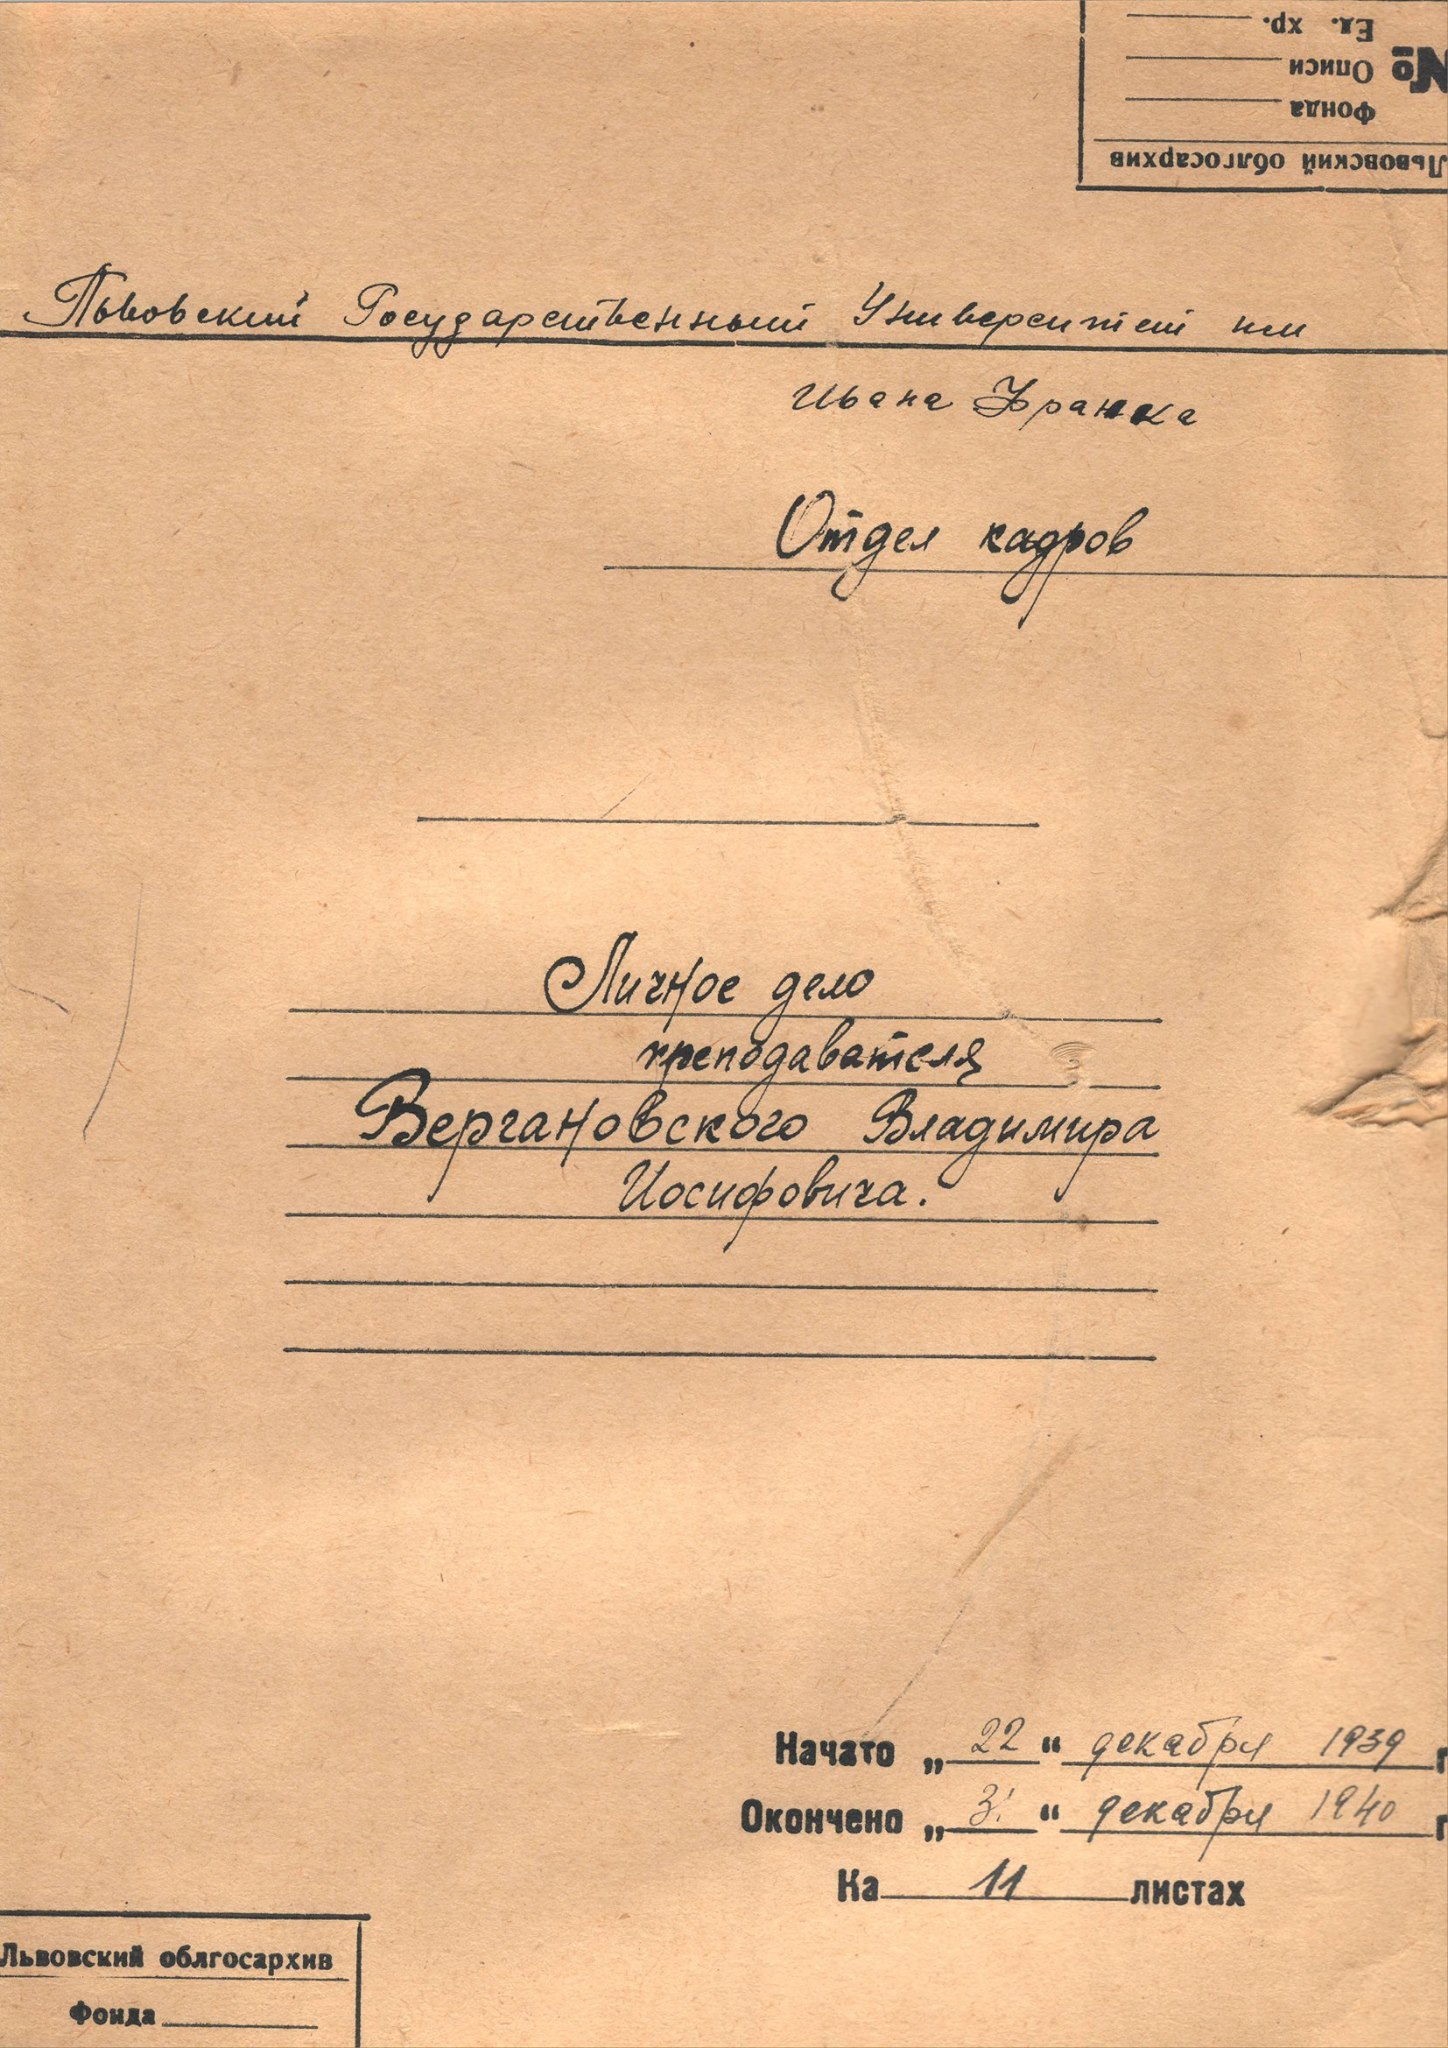 Львовский облгосархив
Фонда
№ Описи
Ед. хр.
Львовский Государственный Университет им
Ивана Франка
Отдел кадров
Личное дело
преподавателя
Вергановского Владимира
Иосифовича.
Начато „ 22 “ декабря 1939 г
Окончено „ “ декабря 1940 г
На 11 листах
Львовский облгосархив
Фонда